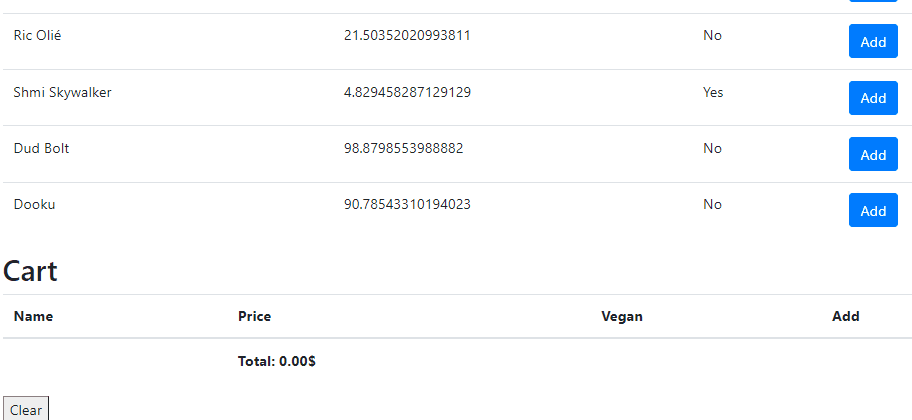 Ric Olié 21.50352020993811 No Add
Shmi Skywalker 4.829458287129129 Yes Add
Dud Bolt 98.8798553988882 No Add
Dooku 90.78543310194023 No Add
Cart
Name Price Vegan Add
Total: 0.00$
Clear